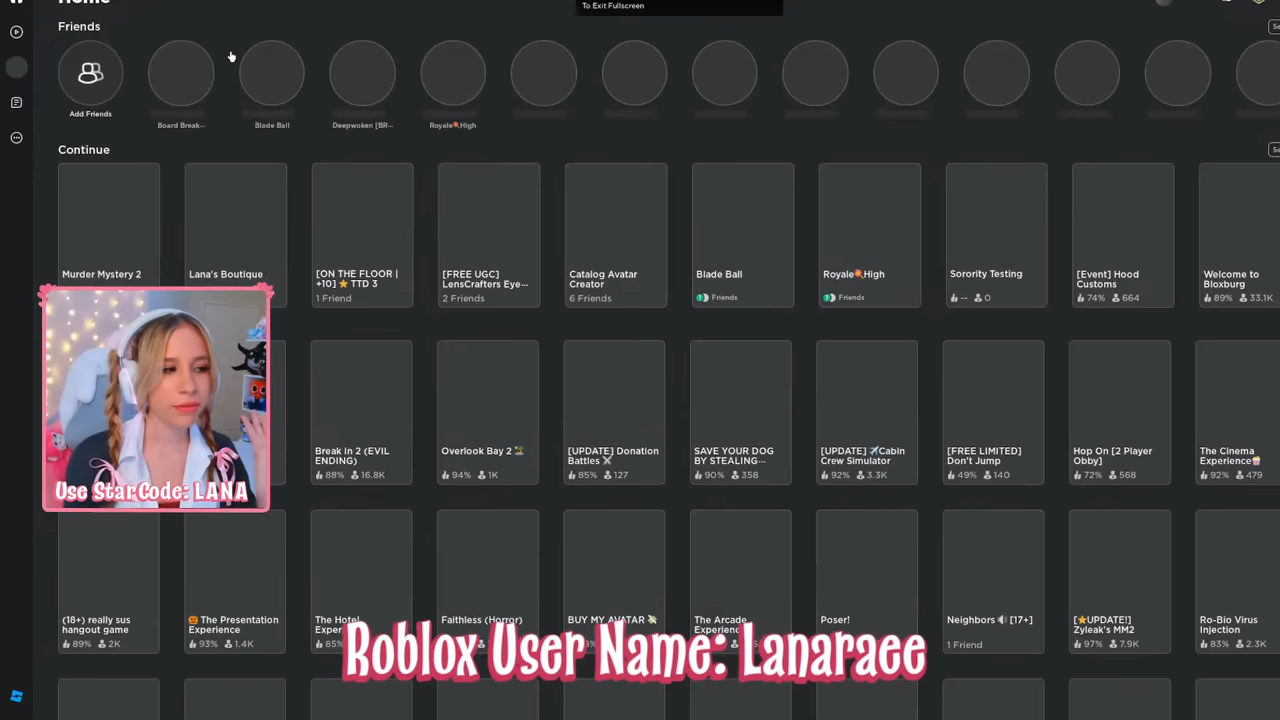 To Exit Fullscreen
Home
Friends
Add Friends
Board Break--
Blade Ball
Deepwoken [BR--
Royale🔍High
Continue
Murder Mystery 2
Lana's Boutique
[ON THE FLOOR |
+10] ⭐ TTD 3
1 Friend
[FREE UGC]
LensCrafters Eye--
2 Friends
Catalog Avatar
Creator
6 Friends
Blade Ball
Friends
Royale🔍High
Friends
Sorority Testing
-- 0
[Event] Hood
Customs
74% 664
Welcome to
Bloxburg
89% 33.1K
Break In 2 (EVIL
ENDING)
88% 16.8K
Overlook Bay 2
94% 1K
[UPDATE] Donation
Battles ⚔️
85% 127
SAVE YOUR DOG
BY STEALING--
90% 358
[UPDATE] ✈️Cabin
Crew Simulator
92% 3.3K
[FREE LIMITED]
Don't Jump
49% 140
Hop On [2 Player
Obby]
72% 568
The Cinema
Experience🍿
92% 479
Use StarCode: LANA
(18+) really sus
hangout game
89% 2K
🎃 The Presentation
Experience
93% 1.4K
The Hotel
Faithless (Horror)
BUY MY AVATAR 💸
The Arcade
Poser!
Neighbors 🔊 [17+]
1 Friend
[⭐UPDATE!]
Zyleak's MM2
97% 7.9K
Ro-Bio Virus
Injection
83% 2.3K
Roblox User Name: Lanaraee